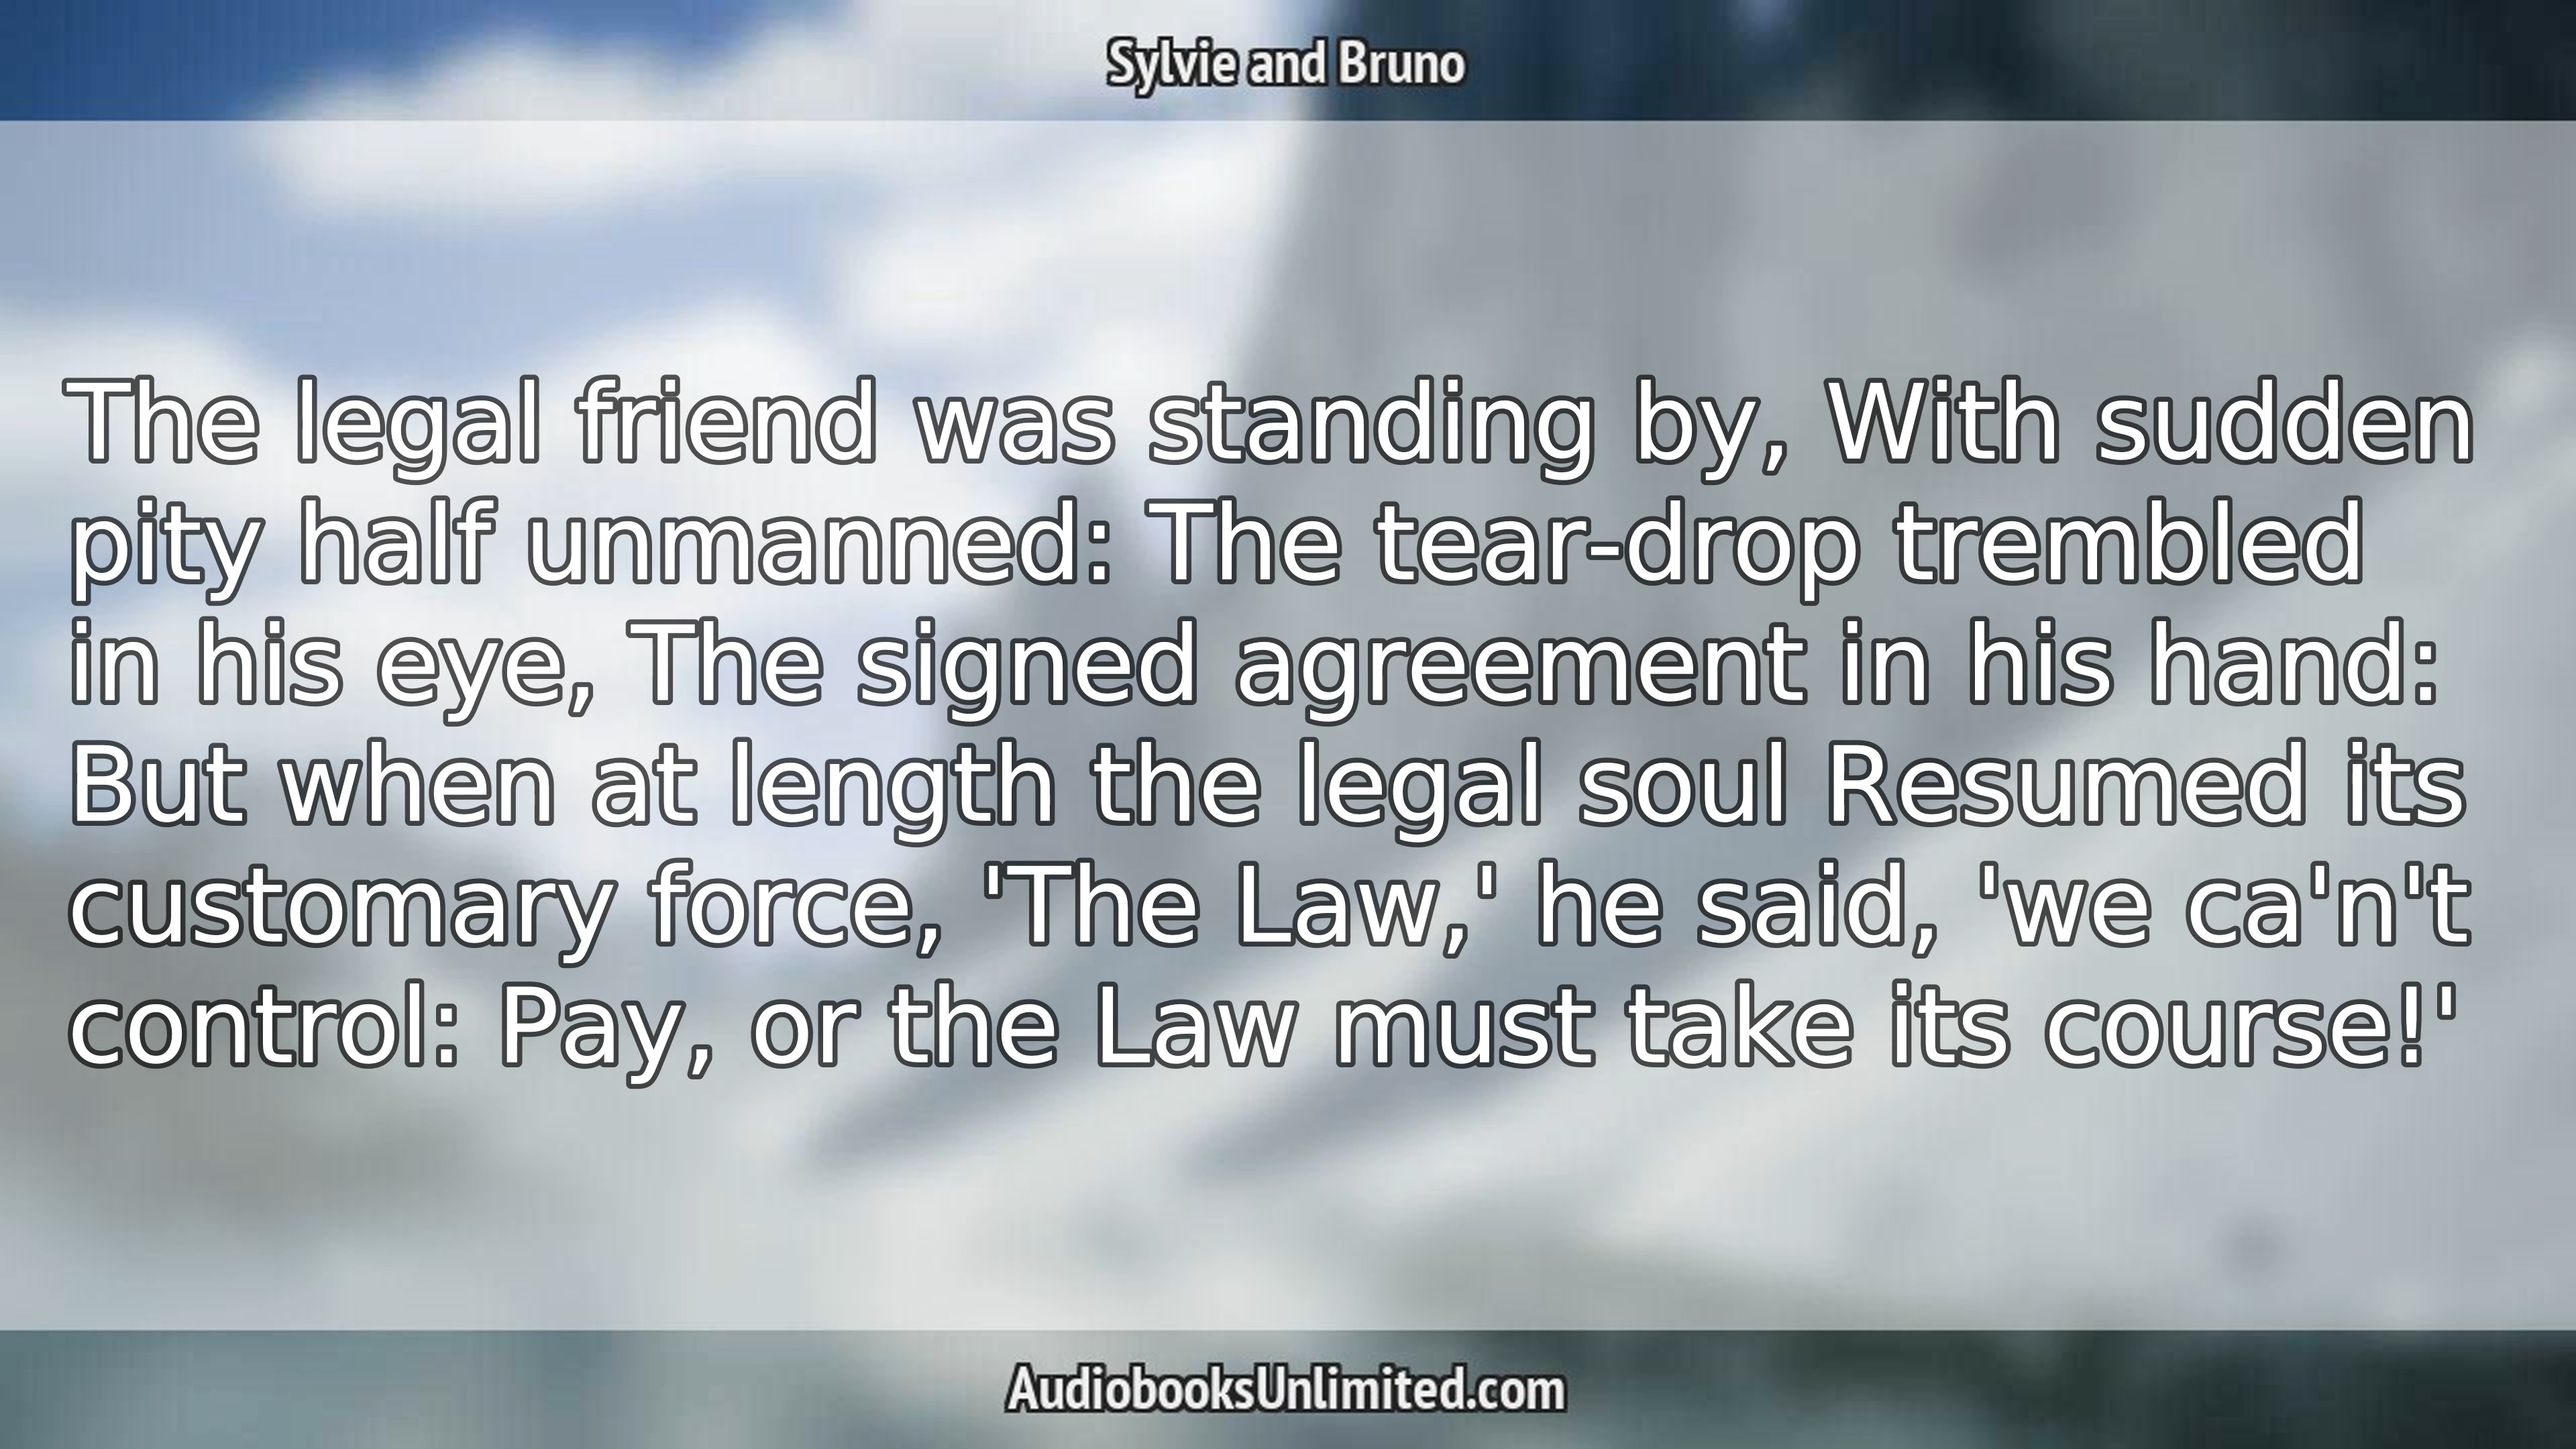 Sylvie and Bruno
The legal friend was standing by, With sudden
pity half unmanned: The tear-drop trembled
in his eye, The signed agreement in his hand:
But when at length the legal soul Resumed its
customary force, 'The Law,' he said, 'we ca'n't
control: Pay, or the Law must take its course!'
AudiobooksUnlimited.com